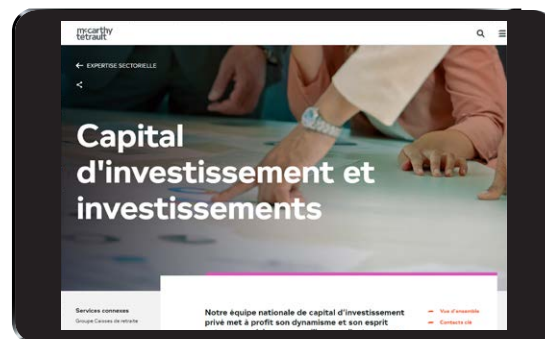 mccarthy
tetrault
← EXPERTISE SECTORIELLE
Capital
d'investissement et
investissements
Services connexes
Groupe Caisses de retraite
Notre équipe nationale de capital d'investissement
privé met à profit son dynamisme et son esprit
Vue d'ensemble
Contacts clé